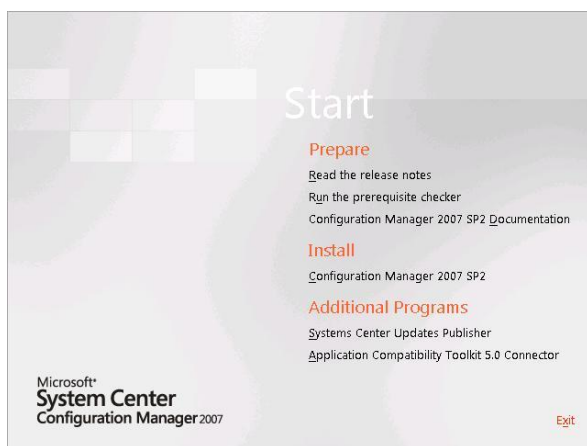 Start
Prepare
Read the release notes
Run the prerequisite checker
Configuration Manager 2007 SP2 Documentation
Install
Configuration Manager 2007 SP2
Additional Programs
Systems Center Updates Publisher
Application Compatibility Toolkit 5.0 Connector
Microsoft®
System Center
Configuration Manager 2007
Exit